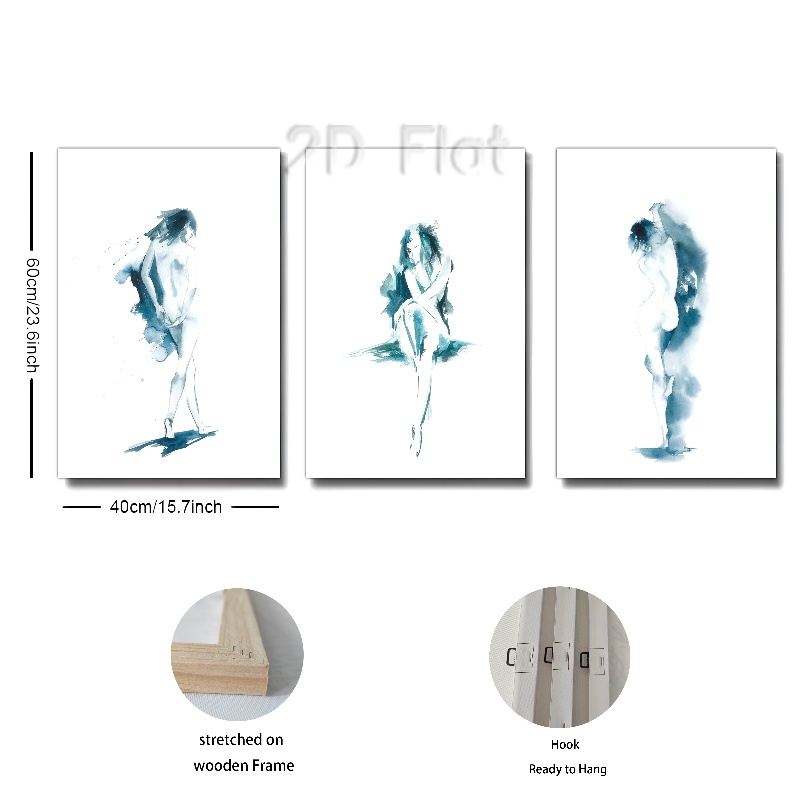 2D Flat
60cm/23.6inch
40cm/15.7inch
stretched on
wooden Frame
Hook
Ready to Hang